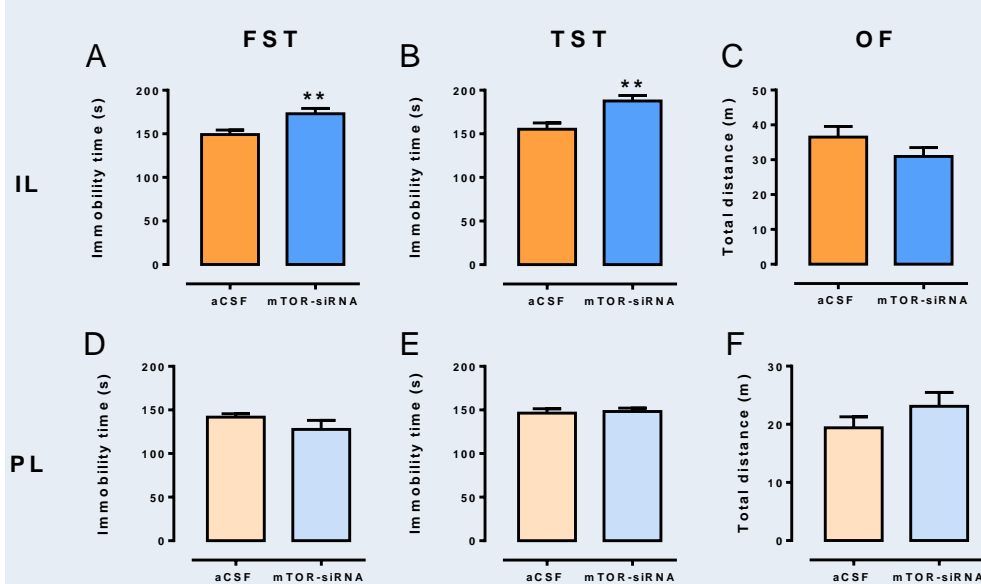 FST TST OF
A B C
IL
Immobility time (s)
200
150
100
50
0
**
aCSF mTOR-siRNA
Immobility time (s)
200
150
100
50
0
**
aCSF mTOR-siRNA
Total distance (m)
50
40
30
20
10
0
aCSF mTOR-siRNA
D E F
PL
Immobility time (s)
200
150
100
50
0
aCSF mTOR-siRNA
Immobility time (s)
200
150
100
50
0
aCSF mTOR-siRNA
Total distance (m)
30
20
10
0
aCSF mTOR-siRNA